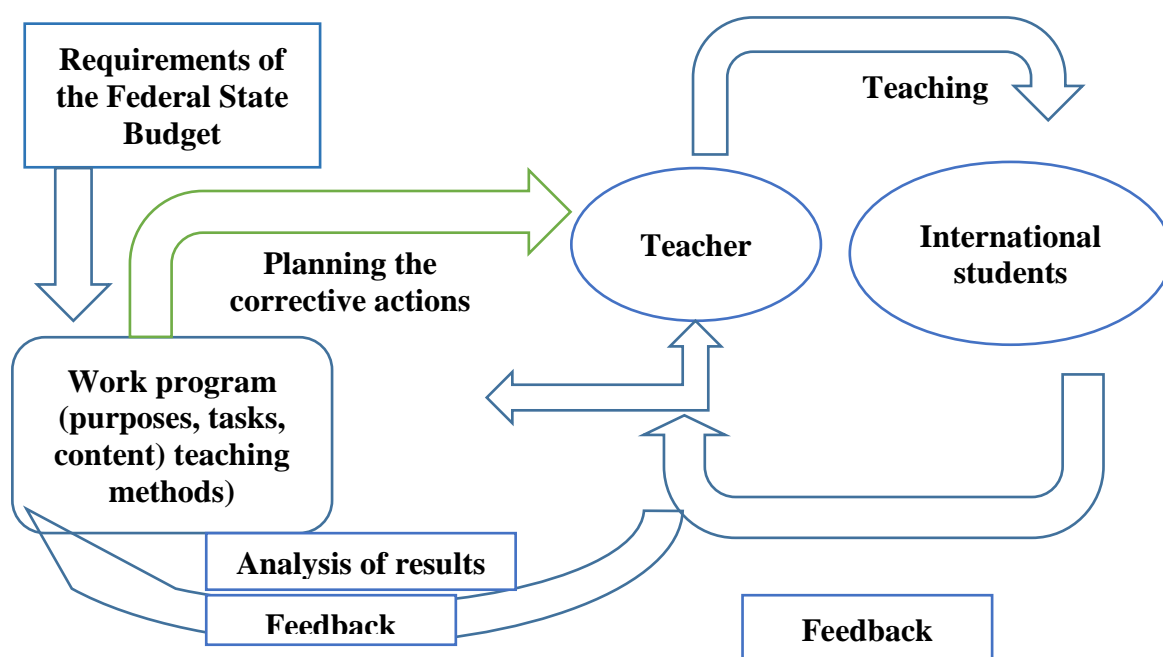 Requirements of
the Federal State
Budget
Teaching
Teacher
International
students
Planning the
corrective actions
Work program
(purposes, tasks,
content) teaching
methods)
Analysis of results
Feedback
Feedback